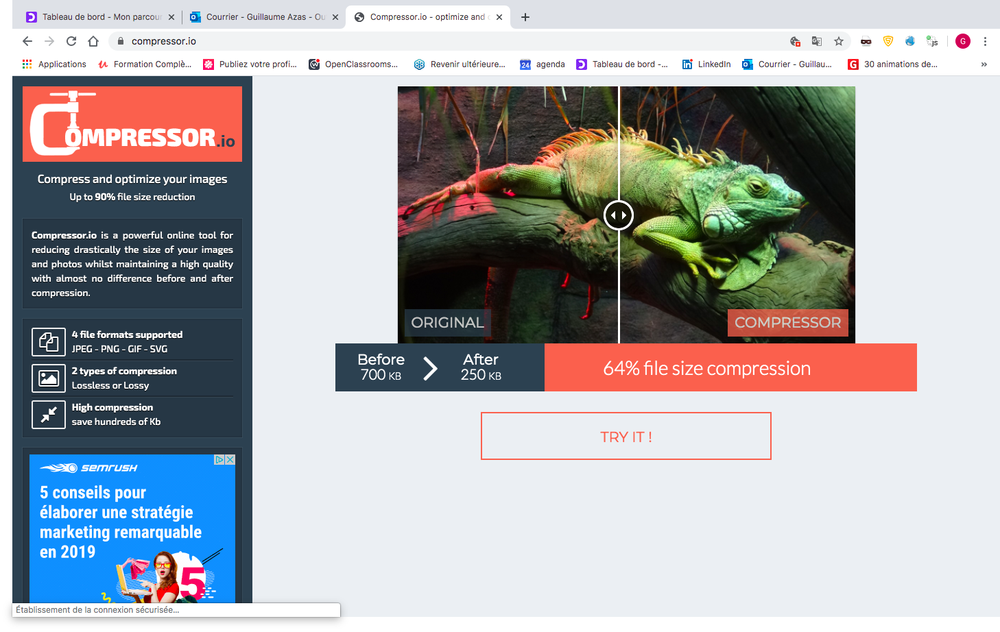 Tableau de bord - Mon parcour
Courrier - Guillaume Azas - Ou
Compressor.io - optimize and c
compressor.io
js
G
Applications
Formation Complè...
Publiez votre profi...
OpenClassrooms...
Revenir ultérieure...
24
agenda
Tableau de bord -...
LinkedIn
Courrier - Guillau...
G
30 animations de...
»
COMPRESSOR.io
Compress and optimize your images
Up to 90% file size reduction
Compressor.io is a powerful online tool for
reducing drastically the size of your images
and photos whilst maintaining a high quality
with almost no difference before and after
compression.
4 file formats supported
JPEG - PNG - GIF - SVG
2 types of compression
Lossless or Lossy
High compression
save hundreds of Kb
semrush
5 conseils pour
élaborer une stratégie
marketing remarquable
en 2019
5
Établissement de la connexion sécurisée...
ORIGINAL
COMPRESSOR
Before
700 KB
After
250 KB
64% file size compression
TRY IT !